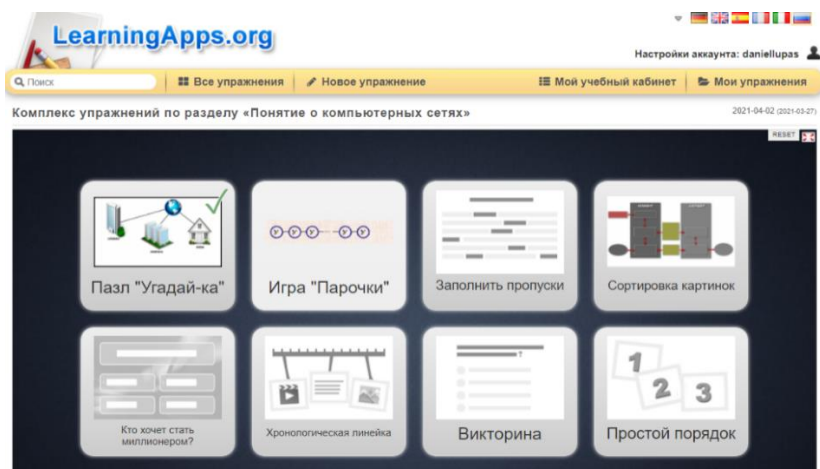 LearningApps.org
Настройки аккаунта: daniellupas
Поиск
Все упражнения
Новое упражнение
Мой учебный кабинет
Мои упражнения
Комплекс упражнений по разделу «Понятие о компьютерных сетях»
2021-04-02 (2021-03-27)
RESET
Пазл "Угадай-ка"
Игра "Парочки"
Заполнить пропуски
Сортировка картинок
Кто хочет стать
миллионером?
Хронологическая линейка
Викторина
Простой порядок
1
2
3